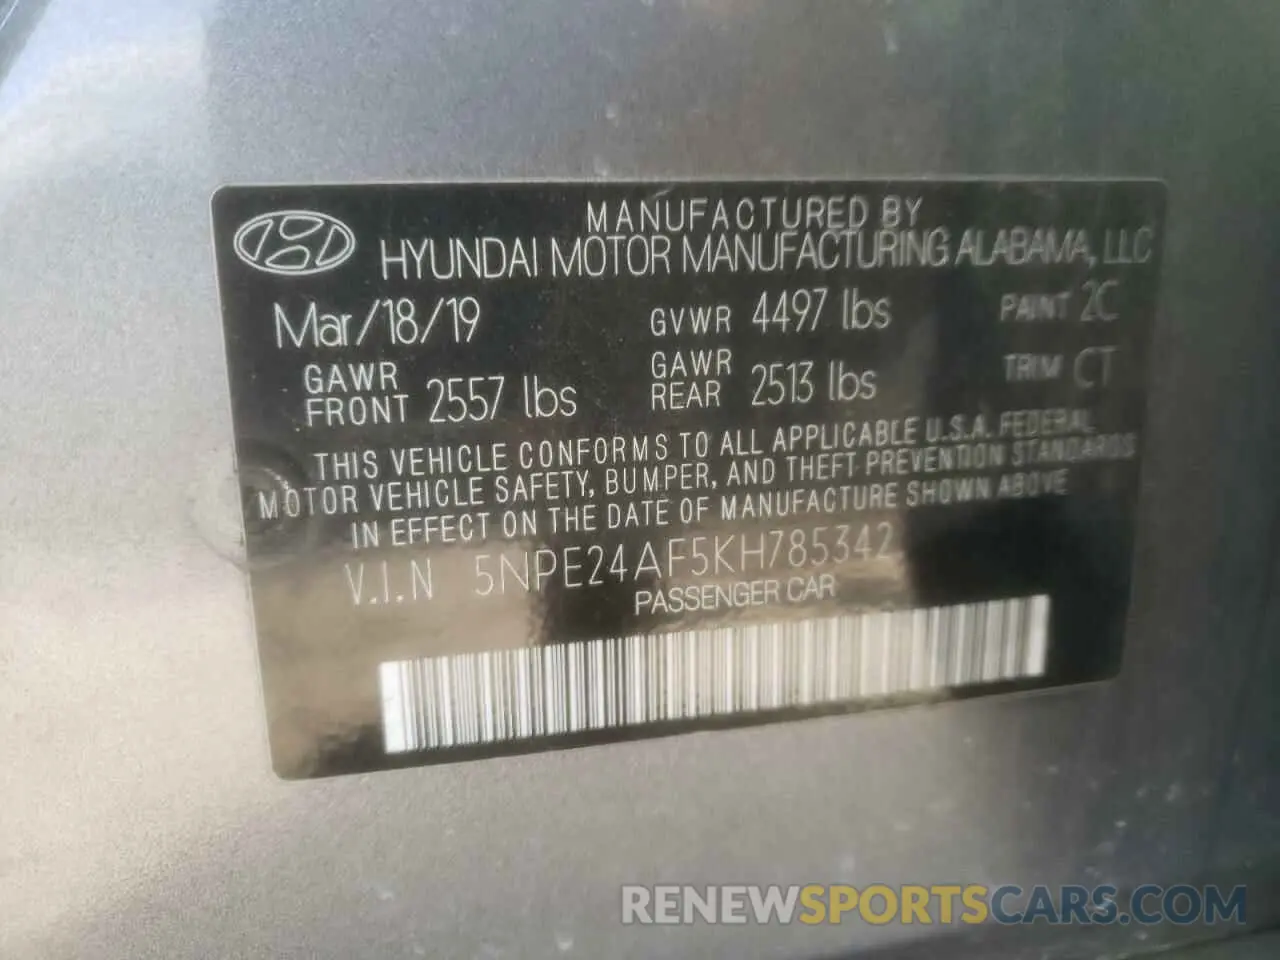 MANUFACTURED BY
HYUNDAI MOTOR MANUFACTURING ALABAMA, LLC
Mar/18/19 GVWR 4497 lbs PAINT 2C
GAWR FRONT 2557 lbs GAWR REAR 2513 lbs TRIM CT
THIS VEHICLE CONFORMS TO ALL APPLICABLE U.S.A. FEDERAL
MOTOR VEHICLE SAFETY, BUMPER, AND THEFT PREVENTION STANDARDS
IN EFFECT ON THE DATE OF MANUFACTURE SHOWN ABOVE
V.I.N 5NPE24AF5KH785342
PASSENGER CAR
RENEWSPORTSCARS.COM